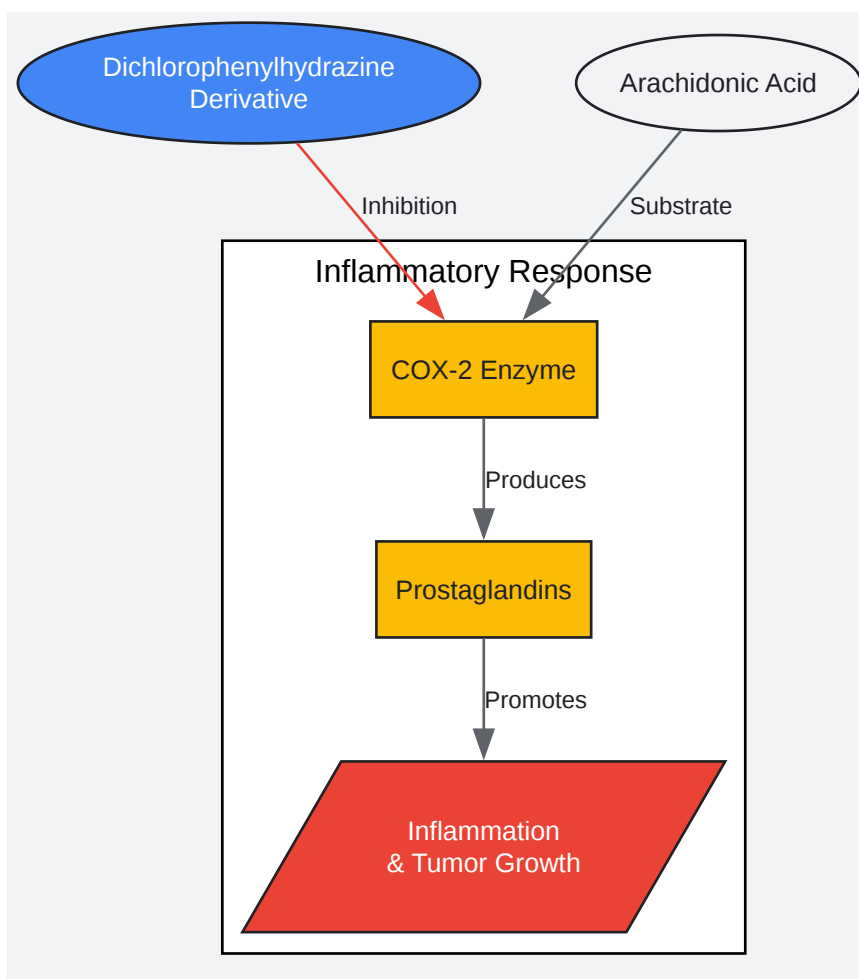 Dichlorophenylhydrazine
Derivative
Arachidonic Acid
Inhibition
Substrate
Inflammatory Response
COX-2 Enzyme
Produces
Prostaglandins
Promotes
Inflammation
& Tumor Growth